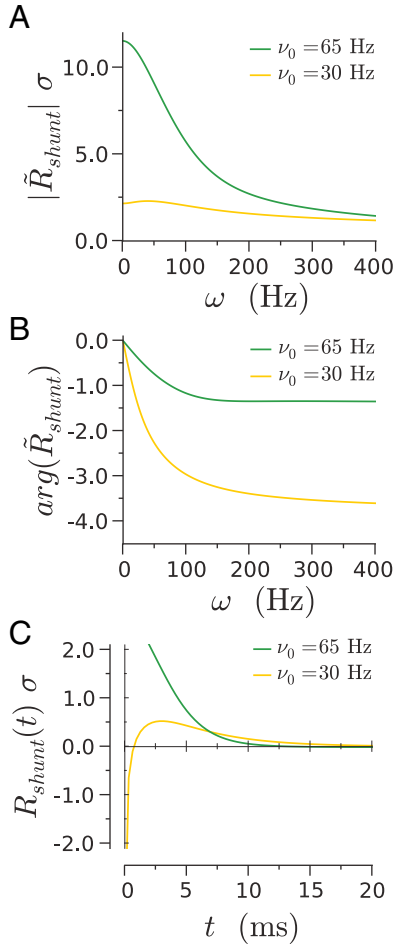 A
|R̃_shunt| σ
10.0
5.0
0.0
ν₀ =65 Hz
ν₀ =30 Hz
0 100 200 300 400
ω (Hz)
B
arg(R̃_shunt)
0.0
-1.0
-2.0
-3.0
-4.0
ν₀ =65 Hz
ν₀ =30 Hz
0 100 200 300 400
ω (Hz)
C
R_shunt(t) σ
2.0
1.0
0.0
-1.0
-2.0
ν₀ =65 Hz
ν₀ =30 Hz
0 5 10 15 20
t (ms)